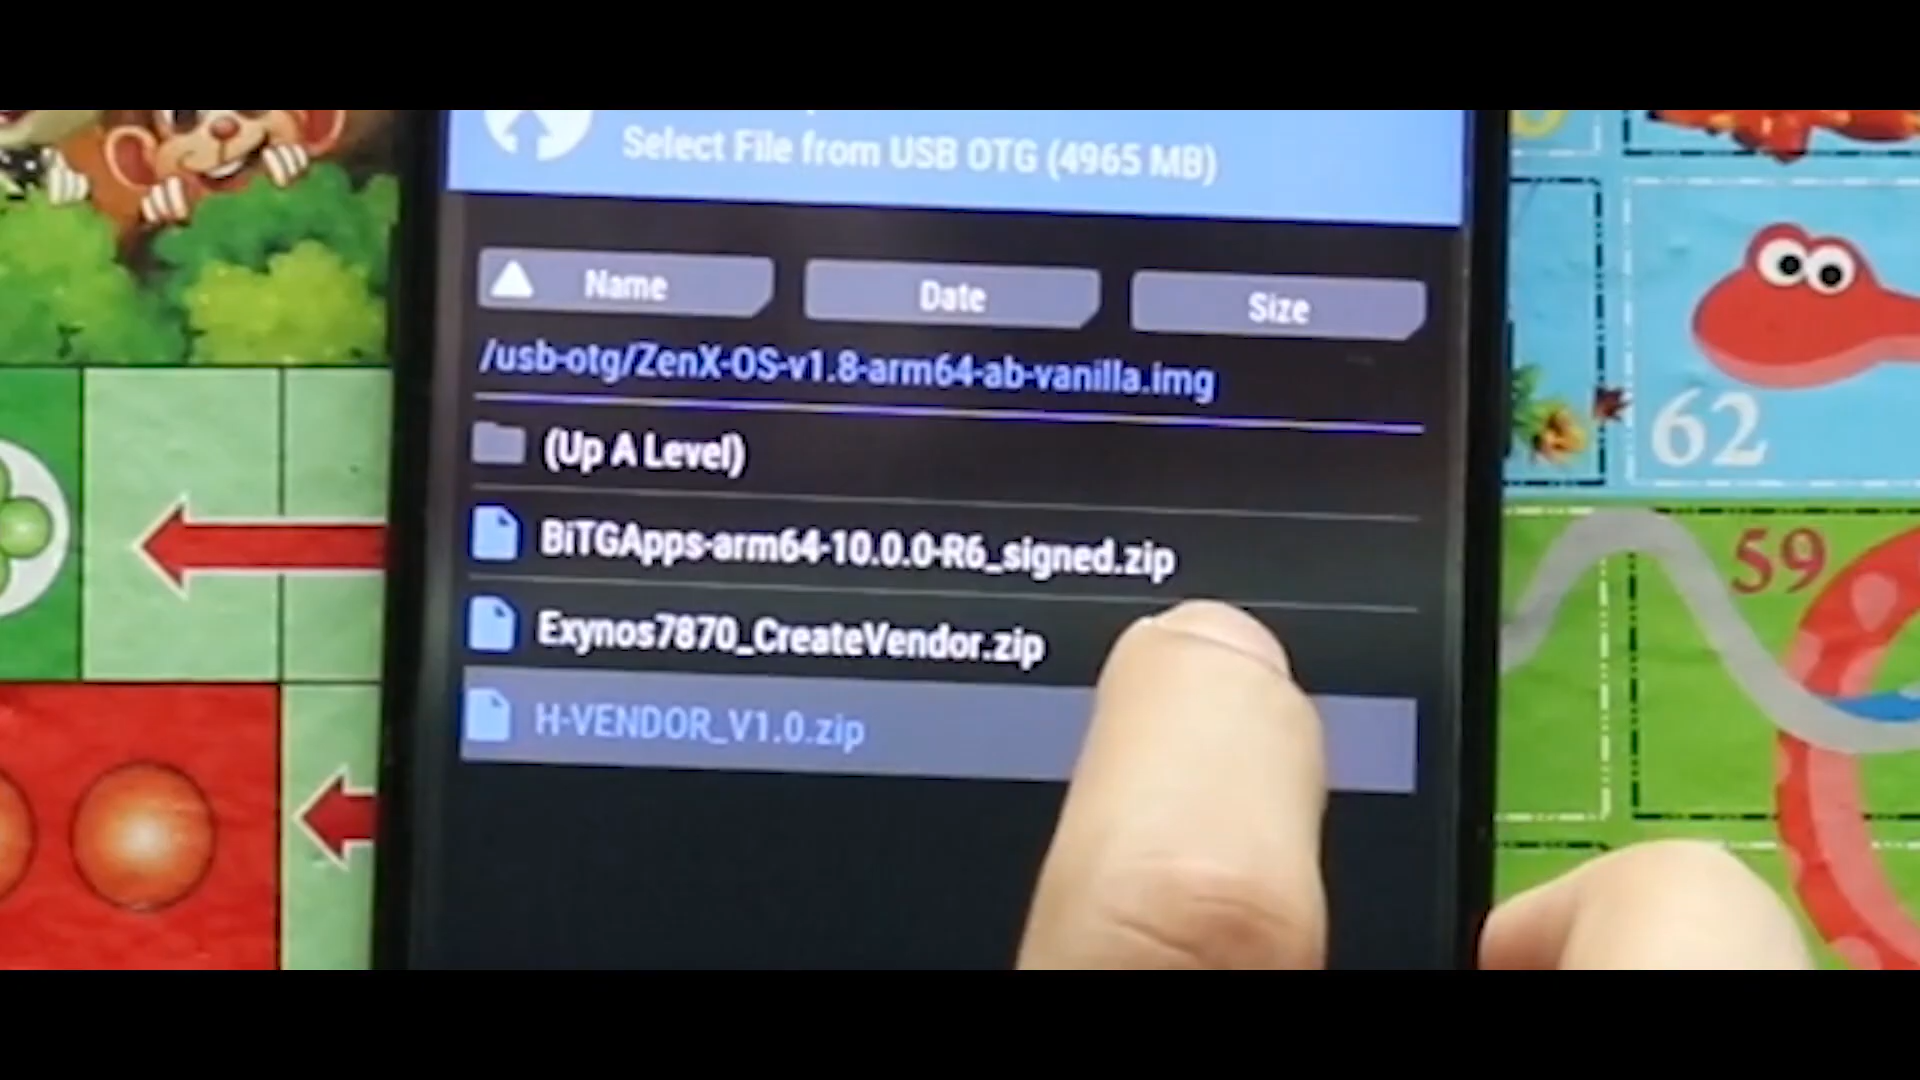 Select File from USB OTG (4965 MB)
Name
Date
Size
/usb-otg/ZenX-OS-v1.8-arm64-ab-vanilla.img
(Up A Level)
BiTGApps-arm64-10.0.0-R6_signed.zip
Exynos7870_CreateVendor.zip
H-VENDOR_V1.0.zip
62
59